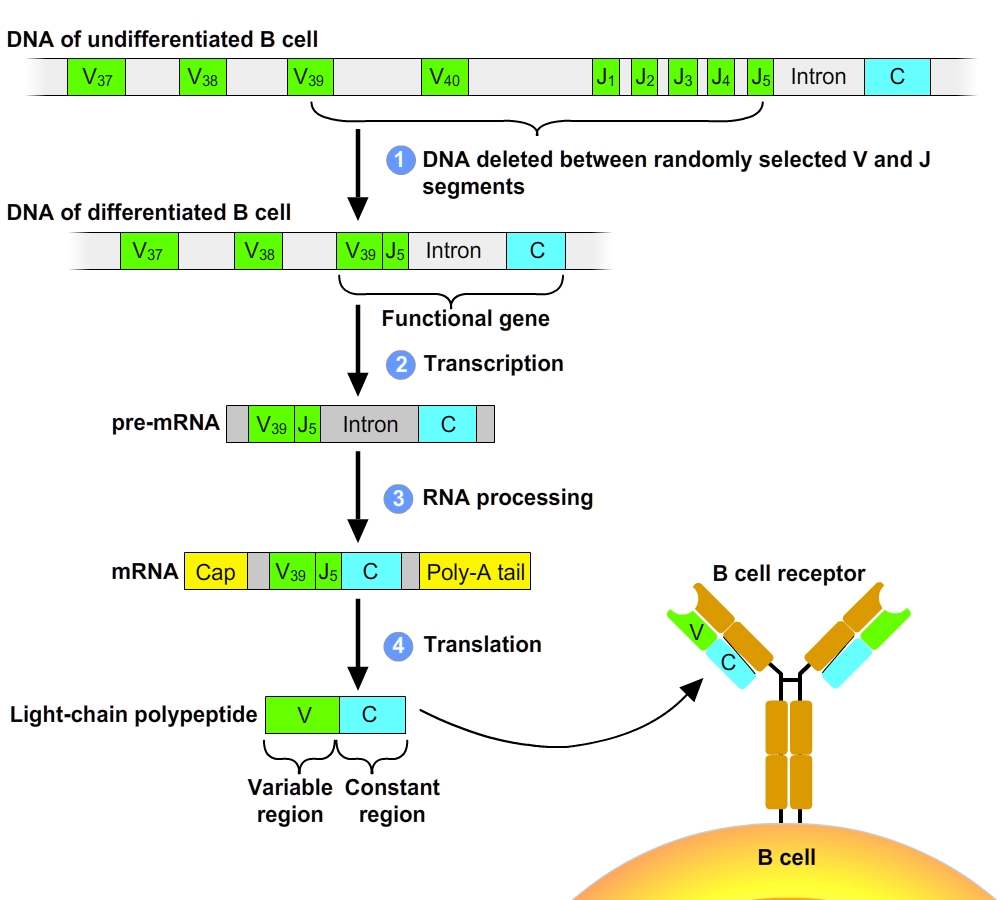 DNA of undifferentiated B cell
V37 V38 V39 V40 J1 J2 J3 J4 J5 Intron C
1 DNA deleted between randomly selected V and J
segments
DNA of differentiated B cell
V37 V38 V39 J5 Intron C
Functional gene
2 Transcription
pre-mRNA V39 J5 Intron C
3 RNA processing
mRNA Cap V39 J5 C Poly-A tail
B cell receptor
V
C
4 Translation
Light-chain polypeptide V C
Variable
region
Constant
region
B cell